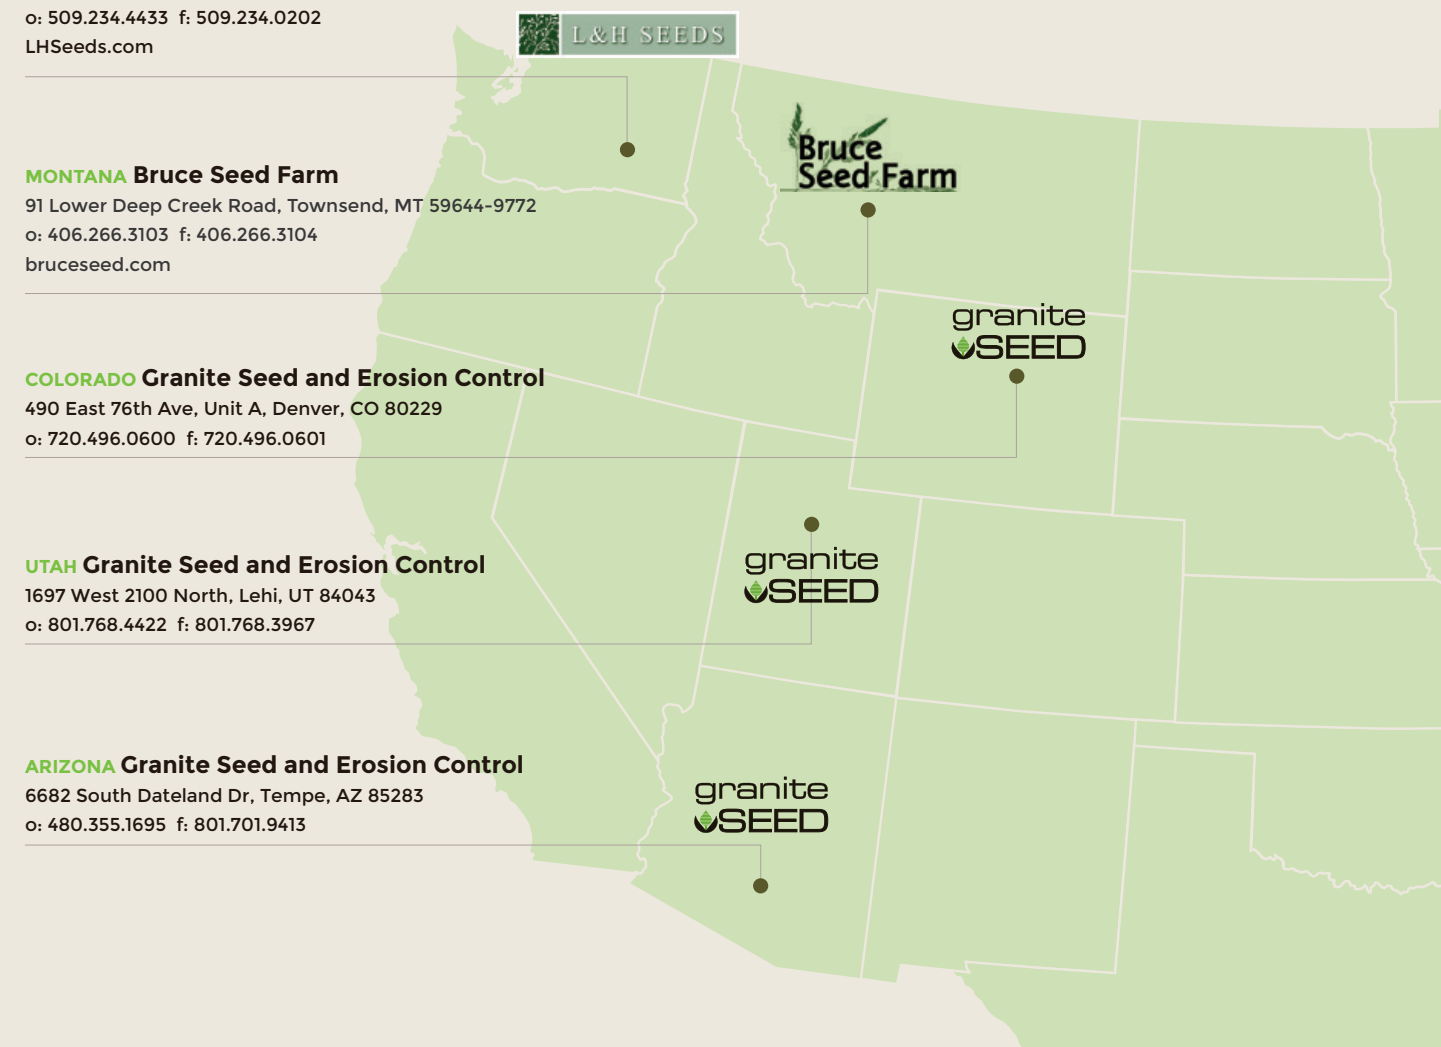 o: 509.234.4433 f: 509.234.0202
LHSeeds.com
L&H SEEDS
MONTANA Bruce Seed Farm
91 Lower Deep Creek Road, Townsend, MT 59644-9772
o: 406.266.3103 f: 406.266.3104
bruceseed.com
Bruce
Seed Farm
COLORADO Granite Seed and Erosion Control
490 East 76th Ave, Unit A, Denver, CO 80229
o: 720.496.0600 f: 720.496.0601
granite
SEED
UTAH Granite Seed and Erosion Control
1697 West 2100 North, Lehi, UT 84043
o: 801.768.4422 f: 801.768.3967
granite
SEED
ARIZONA Granite Seed and Erosion Control
6682 South Dateland Dr, Tempe, AZ 85283
o: 480.355.1695 f: 801.701.9413
granite
SEED